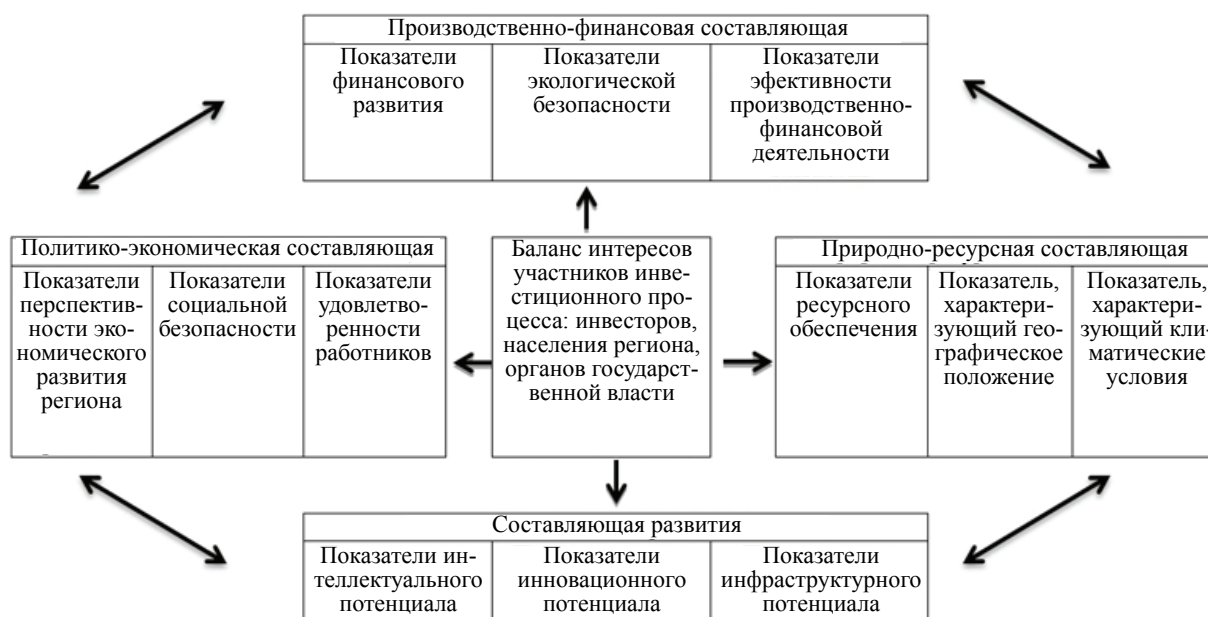 Производственно-финансовая составляющая
Показатели
финансового
развития
Показатели
экологической
безопасности
Показатели
эфективности
производственно-
финансовой
деятельности
Политико-экономическая составляющая
Показатели
перспектив-
ности эко-
номического
развития
региона
Показатели
социальной
безопасности
Показатели
удовлетво-
ренности
работников
Баланс интересов
участников инве-
стиционного про-
цесса: инвесторов,
населения региона,
органов государст-
венной власти
Природно-ресурсная составляющая
Показатели
ресурсного
обеспечения
Показатель,
характери-
зующий гео-
графическое
положение
Показатель,
характери-
зующий кли-
матические
условия
Составляющая развития
Показатели ин-
теллектуального
потенциала
Показатели
инновационного
потенциала
Показатели
инфраструктурного
потенциала